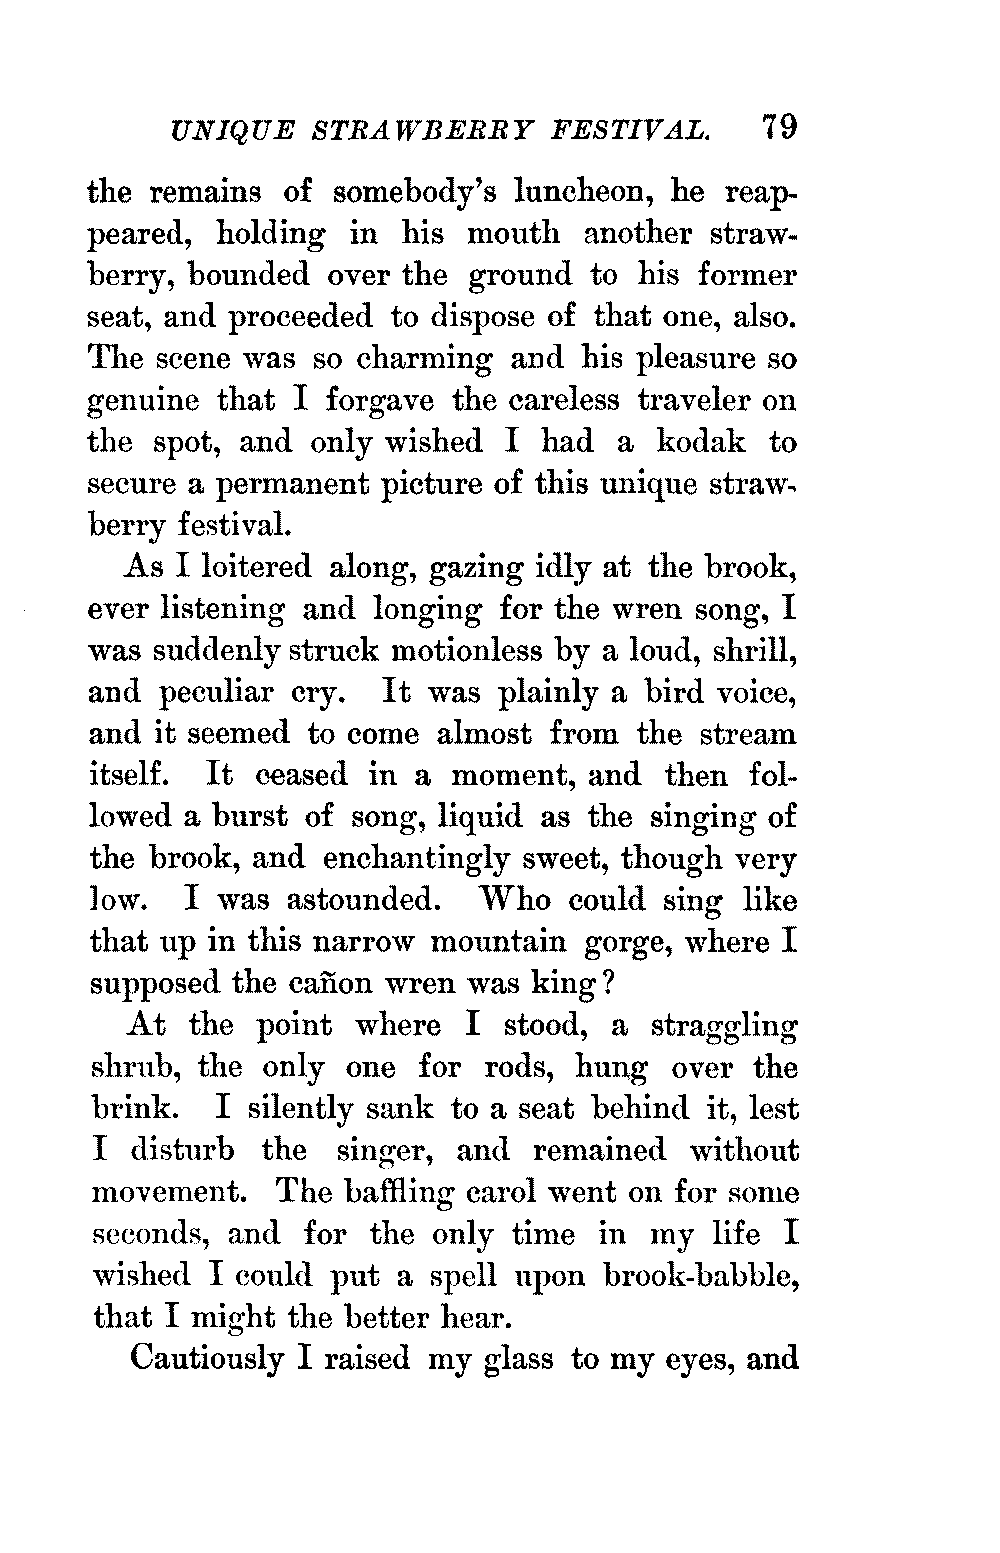 UNIQUE STRAWBERRY FESTIVAL. 79
the remains of somebody's luncheon, he reap-
peared, holding in his mouth another straw-
berry, bounded over the ground to his former
seat, and proceeded to dispose of that one, also.
The scene was so charming and his pleasure so
genuine that I forgave the careless traveler on
the spot, and only wished I had a kodak to
secure a permanent picture of this unique straw-
berry festival.
As I loitered along, gazing idly at the brook,
ever listening and longing for the wren song, I
was suddenly struck motionless by a loud, shrill,
and peculiar cry. It was plainly a bird voice,
and it seemed to come almost from the stream
itself. It ceased in a moment, and then fol-
lowed a burst of song, liquid as the singing of
the brook, and enchantingly sweet, though very
low. I was astounded. Who could sing like
that up in this narrow mountain gorge, where I
supposed the cañon wren was king?
At the point where I stood, a straggling
shrub, the only one for rods, hung over the
brink. I silently sank to a seat behind it, lest
I disturb the singer, and remained without
movement. The baffling carol went on for some
seconds, and for the only time in my life I
wished I could put a spell upon brook-babble,
that I might the better hear.
Cautiously I raised my glass to my eyes, and